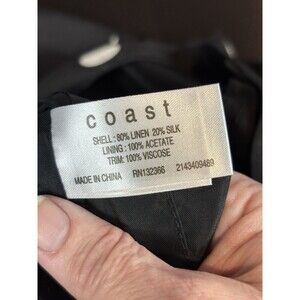 coast
SHELL: 80% LINEN 20% SILK
LINING: 100% ACETATE
TRIM: 100% VISCOSE
MADE IN CHINA RN132366 2143409489